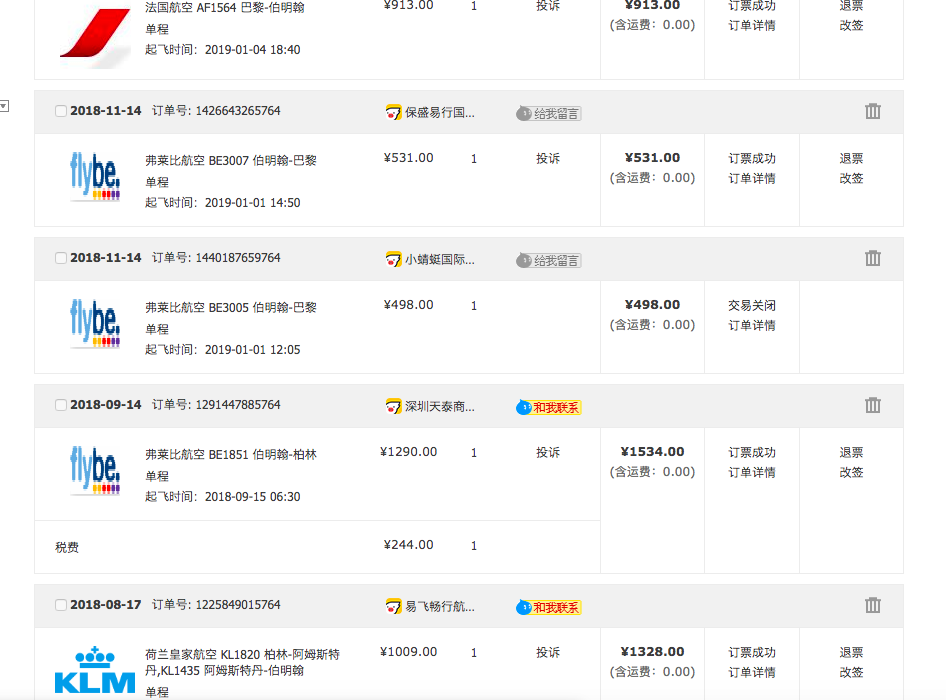 法国航空 AF1564 巴黎-伯明翰 ¥913.00 1 投诉 ¥913.00 订票成功 退票
单程 (含运费：0.00) 订单详情 改签
起飞时间：2019-01-04 18:40
2018-11-14 订单号: 1426643265764 保盛易行国... 给我留言
flybe.
弗莱比航空 BE3007 伯明翰-巴黎 ¥531.00 1 投诉 ¥531.00 订票成功 退票
单程 (含运费：0.00) 订单详情 改签
起飞时间：2019-01-01 14:50
2018-11-14 订单号: 1440187659764 小蜻蜓国际... 给我留言
flybe.
弗莱比航空 BE3005 伯明翰-巴黎 ¥498.00 1 ¥498.00 交易关闭
单程 (含运费：0.00) 订单详情
起飞时间：2019-01-01 12:05
2018-09-14 订单号: 1291447885764 深圳天泰商... 和我联系
flybe.
弗莱比航空 BE1851 伯明翰-柏林 ¥1290.00 1 投诉 ¥1534.00 订票成功 退票
单程 (含运费：0.00) 订单详情 改签
起飞时间：2018-09-15 06:30
税费 ¥244.00 1
2018-08-17 订单号: 1225849015764 易飞畅行航... 和我联系
KLM
荷兰皇家航空 KL1820 柏林-阿姆斯特 ¥1009.00 1 投诉 ¥1328.00 订票成功 退票
丹,KL1435 阿姆斯特丹-伯明翰 (含运费：0.00) 订单详情 改签
单程